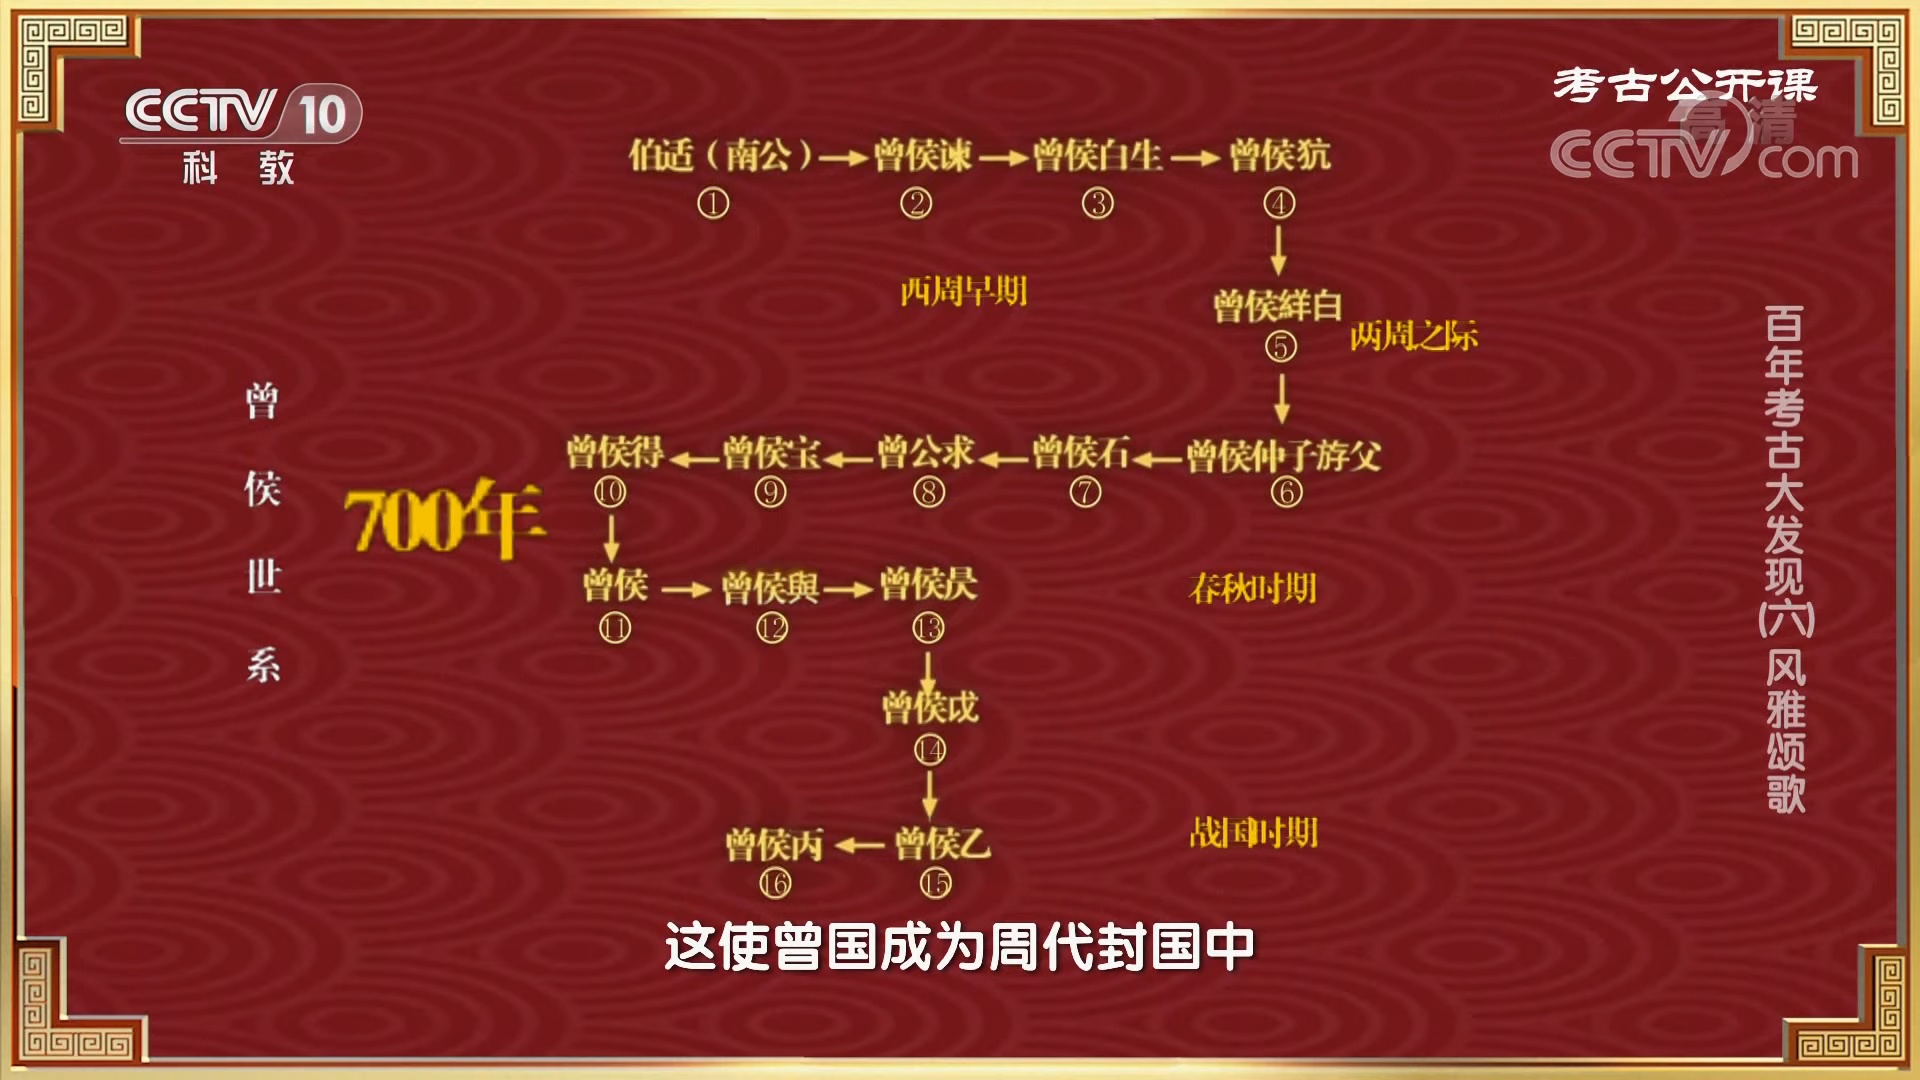 CCTV 10
科 教
考古公开课
高清
CCTV.com
伯适（南公）→曾侯谏→曾侯白生→曾侯犺
① ② ③ ④
西周早期
曾侯絴白
⑤
两周之际
曾侯得←曾侯宝←曾公求←曾侯石←曾侯仲子斿父
⑩ ⑨ ⑧ ⑦ ⑥
700年
曾侯世系
曾侯→曾侯與→曾侯昃
⑪ ⑫ ⑬
春秋时期
曾侯戉
⑭
曾侯丙←曾侯乙
⑯ ⑮
战国时期
百年考古大发现(六) 风雅颂歌
这使曾国成为周代封国中